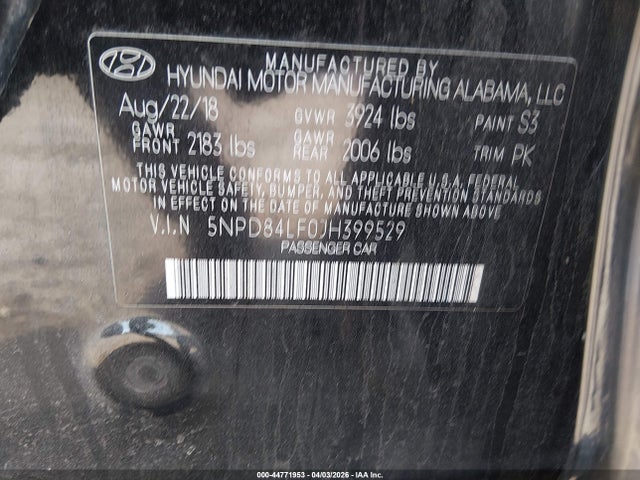 MANUFACTURED BY
HYUNDAI MOTOR MANUFACTURING ALABAMA, LLC
Aug/22/18 GVWR 3924 lbs PAINT S3
GAWR FRONT 2183 lbs GAWR REAR 2006 lbs TRIM PK
THIS VEHICLE CONFORMS TO ALL APPLICABLE U.S.A. FEDERAL
MOTOR VEHICLE SAFETY, BUMPER, AND THEFT PREVENTION STANDARDS
IN EFFECT ON THE DATE OF MANUFACTURE SHOWN ABOVE.
V.I.N 5NPD84LF0JH399529
PASSENGER CAR
000-44771953 - 04/03/2026 - IAA Inc.